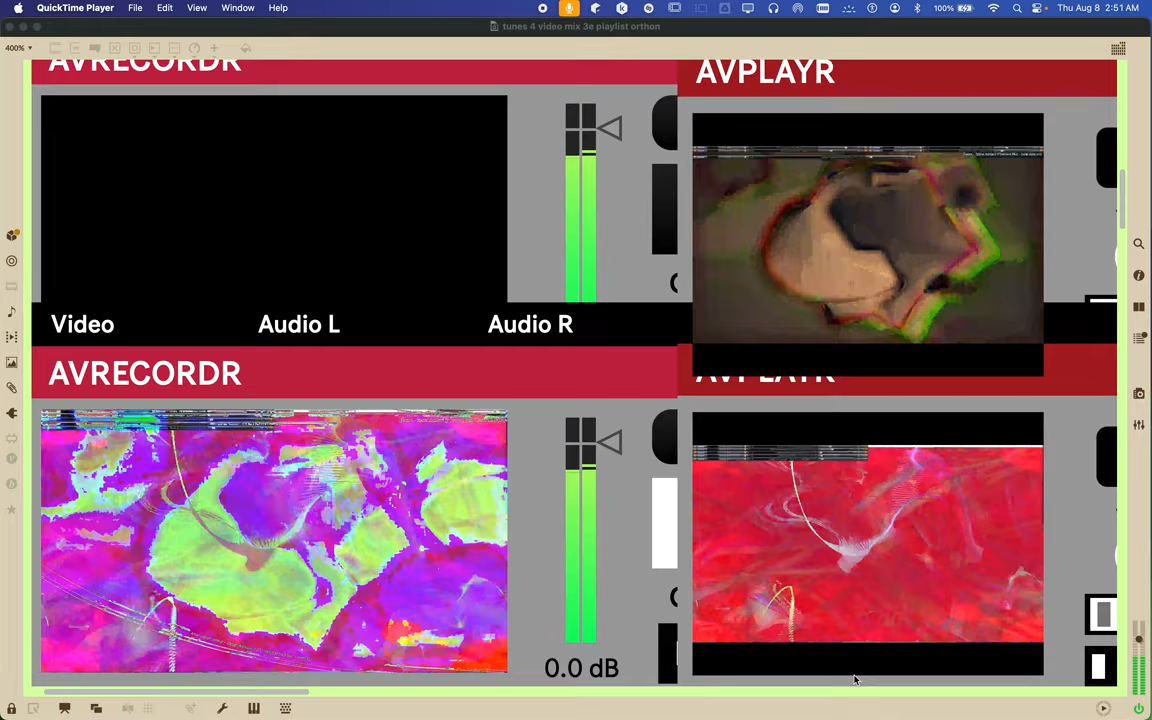 QuickTime Player File Edit View Window Help 100% Thu Aug 8 2:51 AM
tunes 4 video mix 3e playlist orthon
400%
AVRECORDR
AVPLAYR
Video Audio L Audio R
AVRECORDR
AVPLAYR
0.0 dB